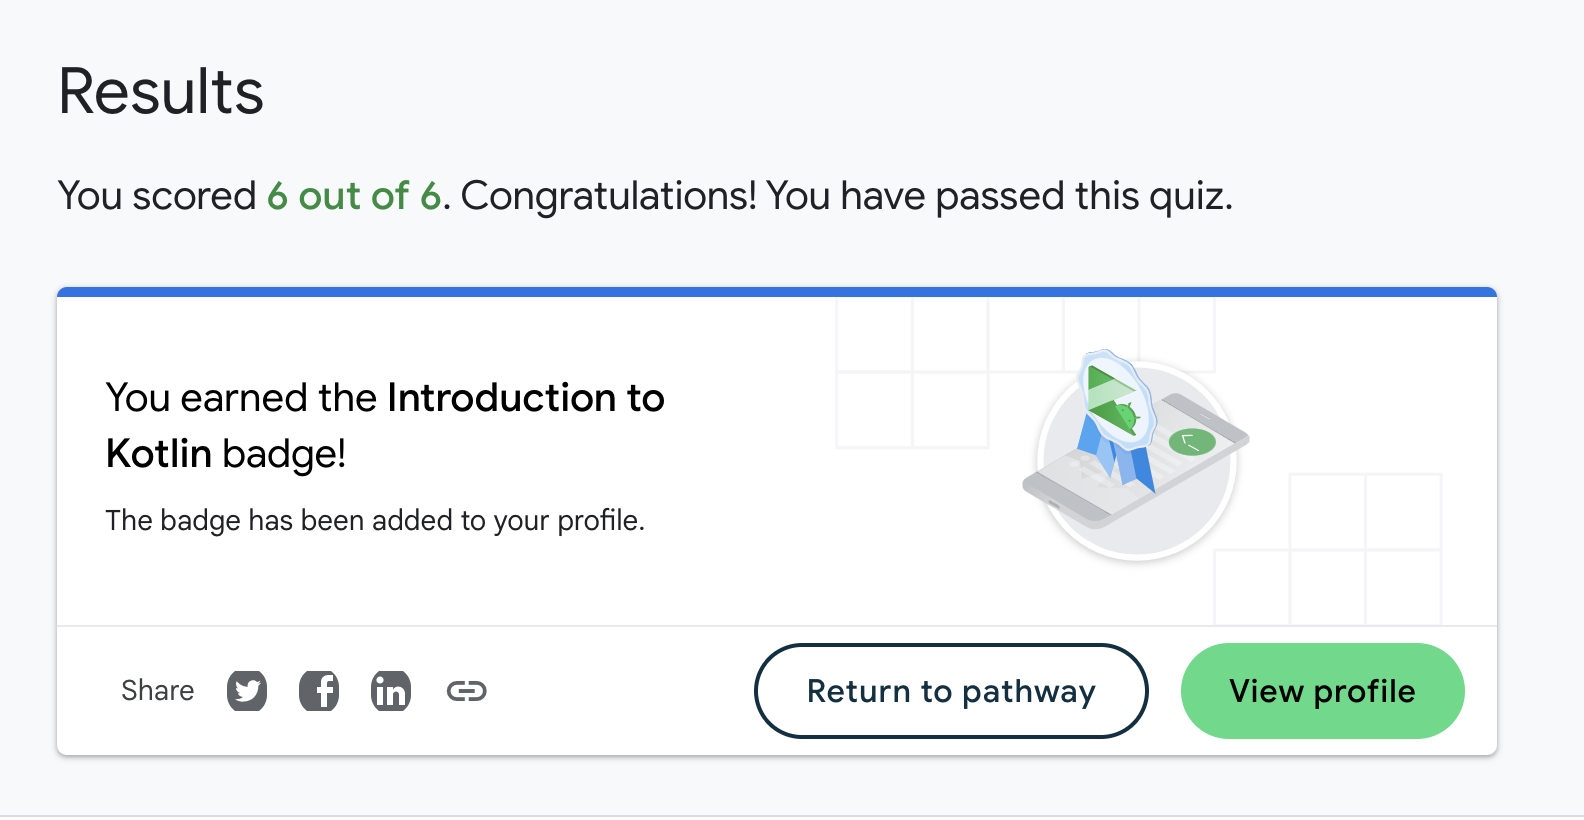 Results
You scored 6 out of 6. Congratulations! You have passed this quiz.
You earned the Introduction to
Kotlin badge!
The badge has been added to your profile.
Share
Return to pathway
View profile